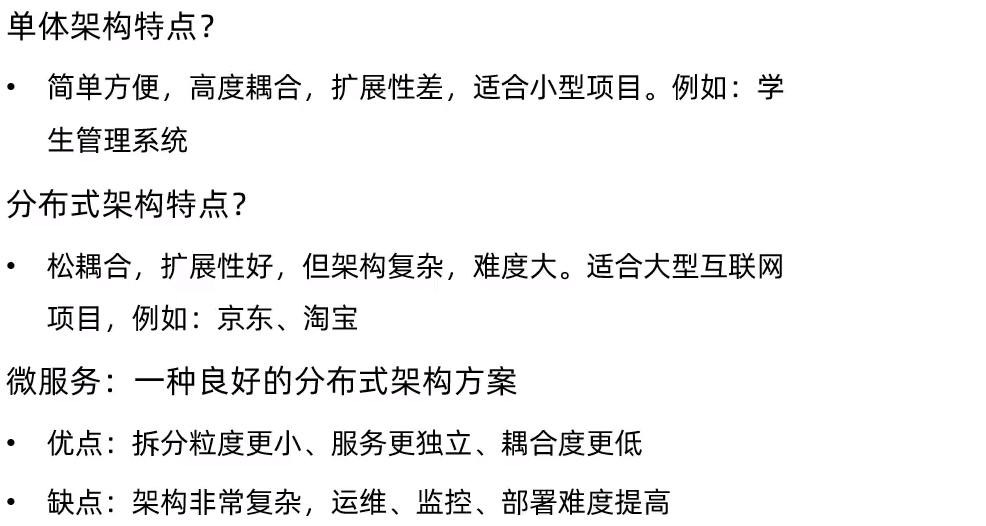 单体架构特点？
• 简单方便，高度耦合，扩展性差，适合小型项目。例如：学
生管理系统
分布式架构特点？
• 松耦合，扩展性好，但架构复杂，难度大。适合大型互联网
项目，例如：京东、淘宝
微服务：一种良好的分布式架构方案
• 优点：拆分粒度更小、服务更独立、耦合度更低
• 缺点：架构非常复杂，运维、监控、部署难度提高